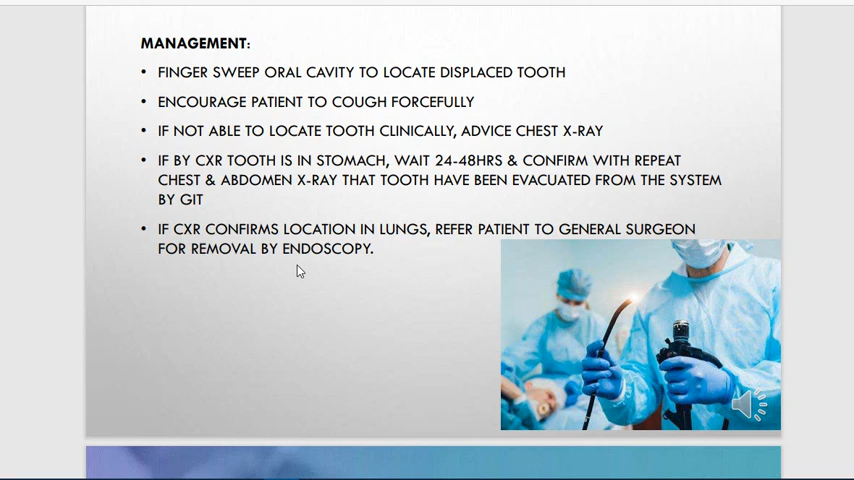 MANAGEMENT:
• FINGER SWEEP ORAL CAVITY TO LOCATE DISPLACED TOOTH
• ENCOURAGE PATIENT TO COUGH FORCEFULLY
• IF NOT ABLE TO LOCATE TOOTH CLINICALLY, ADVICE CHEST X-RAY
• IF BY CXR TOOTH IS IN STOMACH, WAIT 24-48HRS & CONFIRM WITH REPEAT
CHEST & ABDOMEN X-RAY THAT TOOTH HAVE BEEN EVACUATED FROM THE SYSTEM
BY GIT
• IF CXR CONFIRMS LOCATION IN LUNGS, REFER PATIENT TO GENERAL SURGEON
FOR REMOVAL BY ENDOSCOPY.